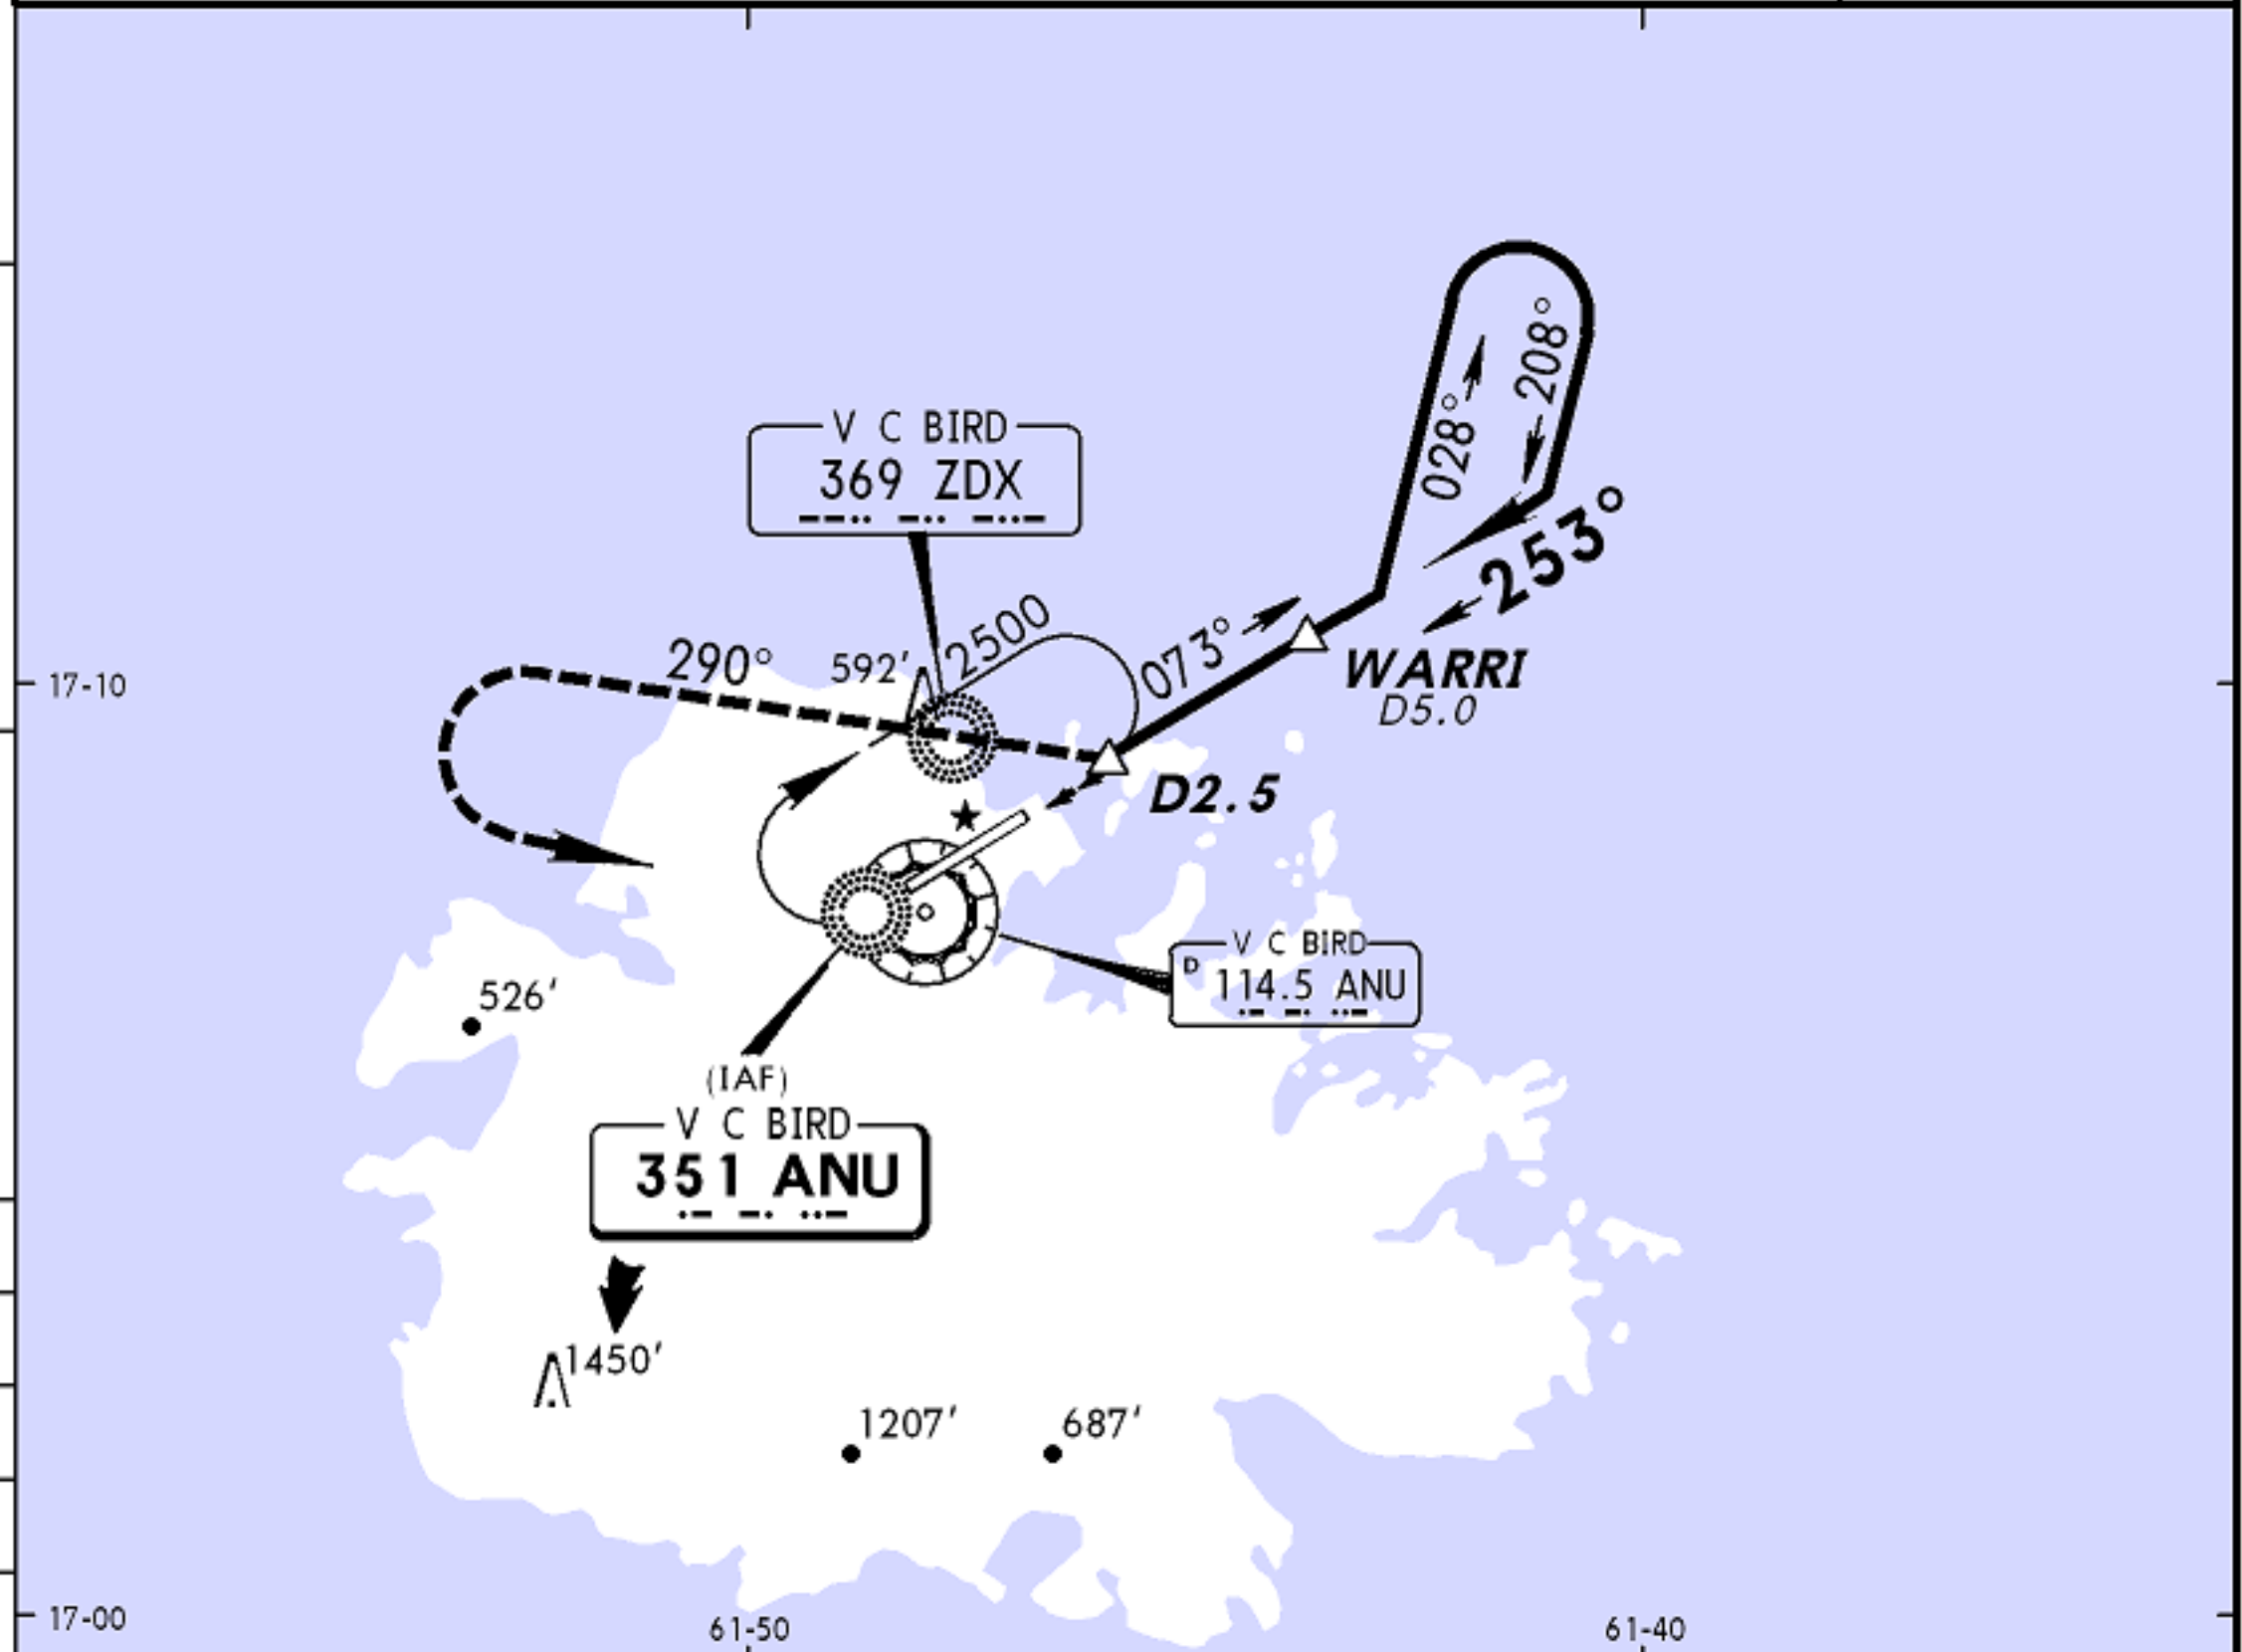 V C BIRD
369 ZDX
028°
208°
253°
2500
073°
290°
592'
WARRI
D5.0
17-10
D2.5
V C BIRD
D 114.5 ANU
526'
(IAF)
V C BIRD
351 ANU
1450'
1207'
687'
17-00
61-50
61-40